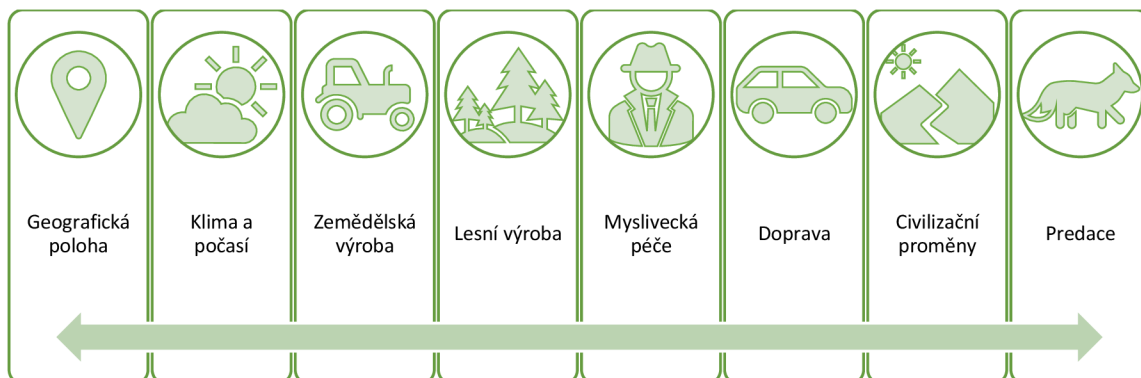 Geografická
poloha
Klima a
počasí
Zemědělská
výroba
Lesní výroba
Myslivecká
péče
Doprava
Civilizační
proměny
Predace